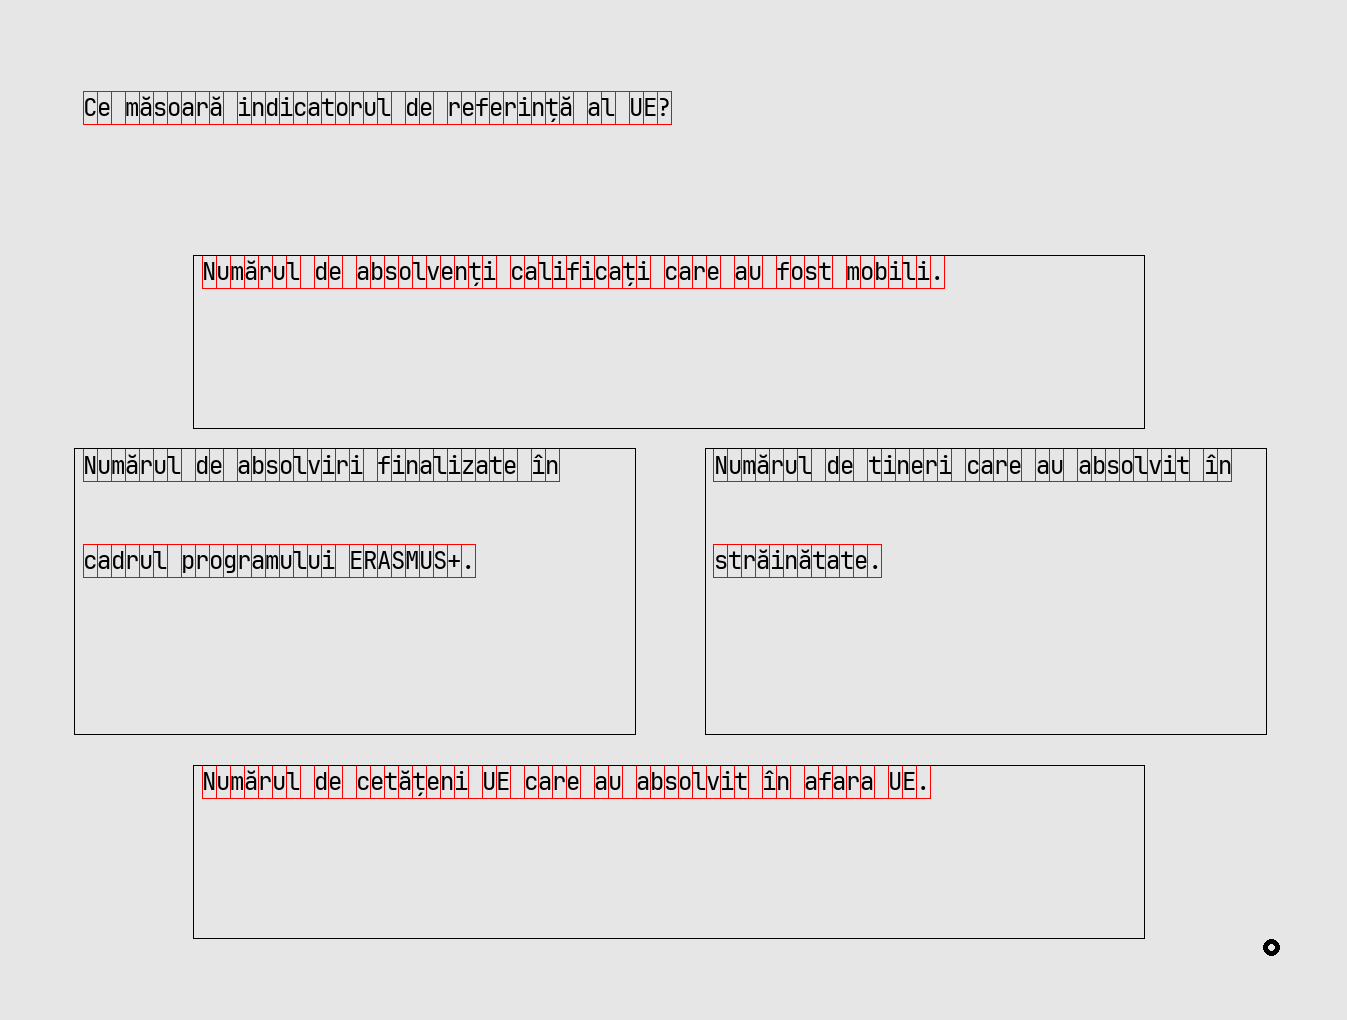 Ce măsoară indicatorul de referință al UE?
Numărul de absolvenți calificați care au fost mobili.
Numărul de absolviri finalizate în
cadrul programului ERASMUS+.
Numărul de tineri care au absolvit în
străinătate.
Numărul de cetățeni UE care au absolvit în afara UE.